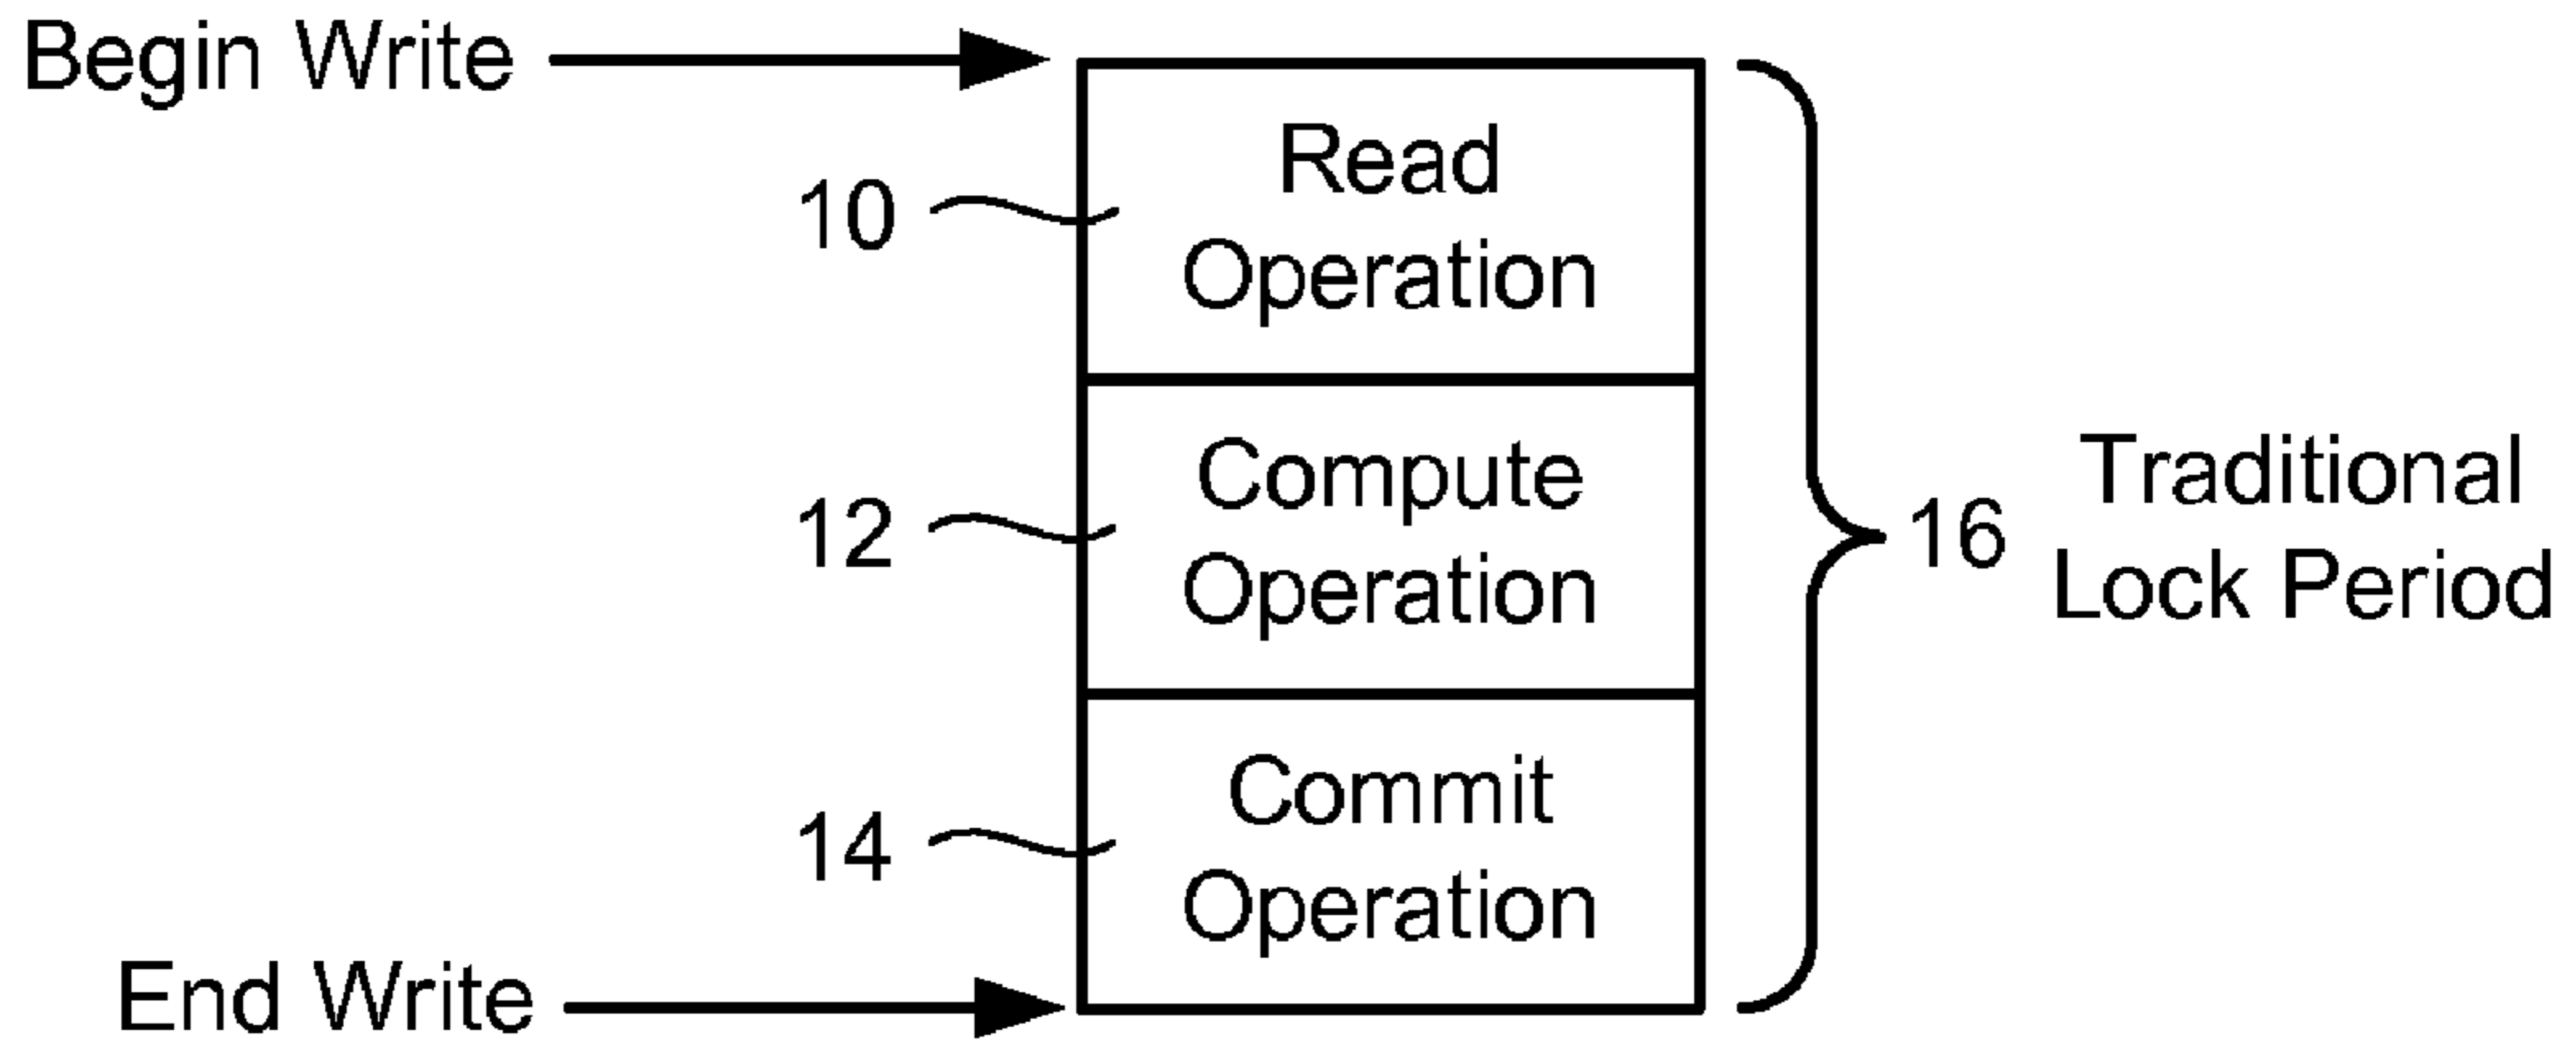 Begin Write
Read
10
Operation
Compute
12
Operation
16
Traditional
Lock Period
Commit
14
Operation
End Write